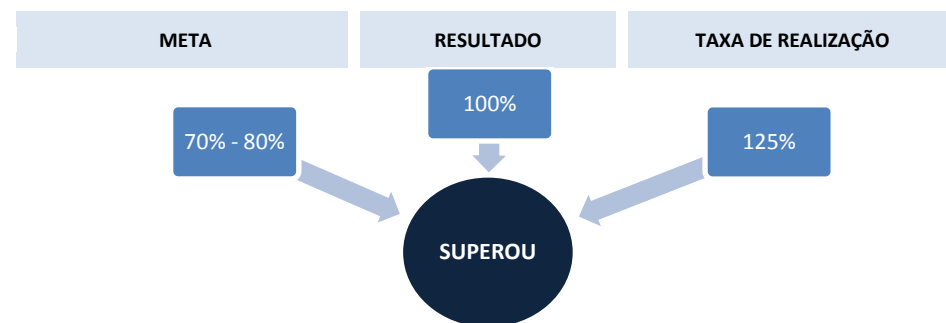 META
RESULTADO
TAXA DE REALIZAÇÃO
100%
70% - 80%
125%
SUPEROU